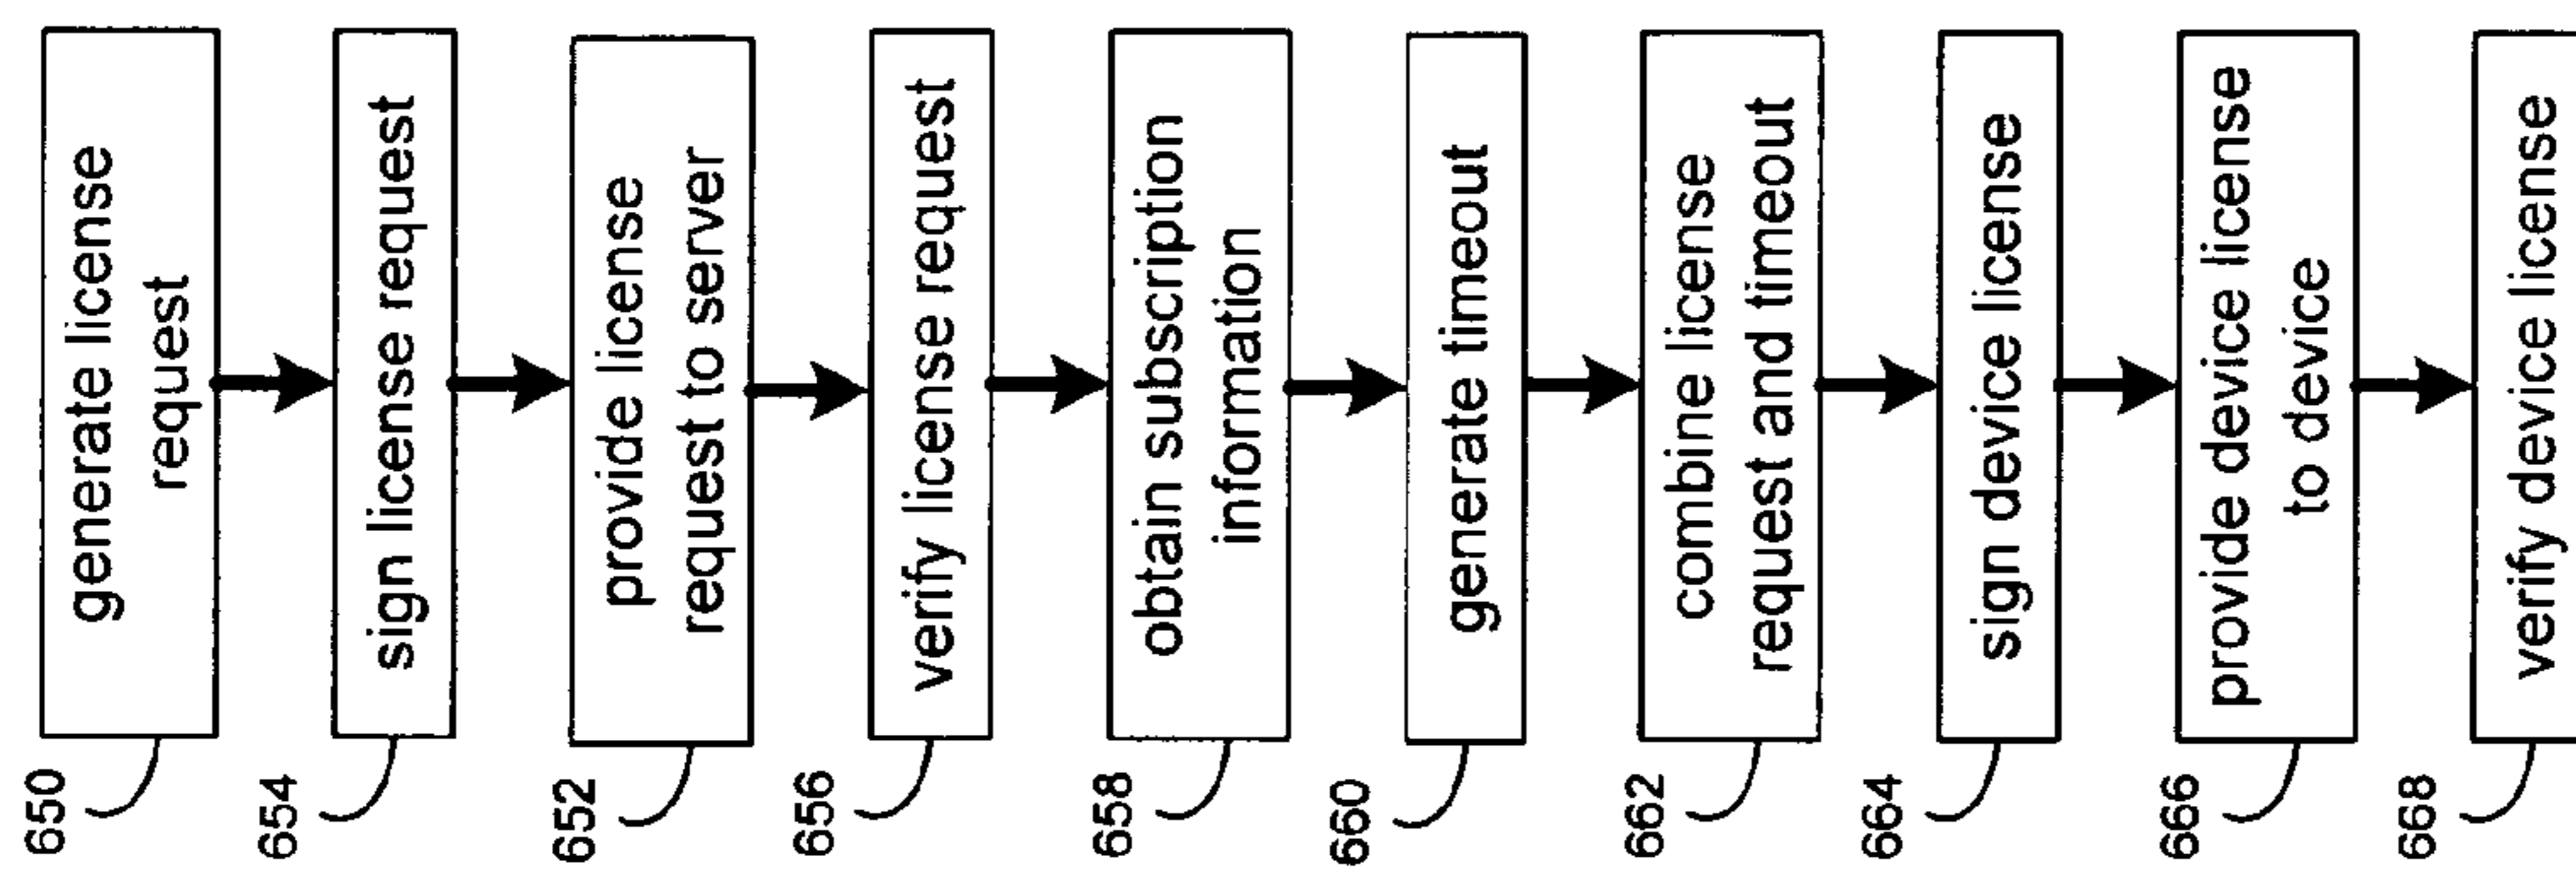 650
generate license
request
654
sign license request
652
provide license
request to server
656
verify license request
658
obtain subscription
information
660
generate timeout
662
combine license
request and timeout
664
sign device license
666
provide device license
to device
668
verify device license